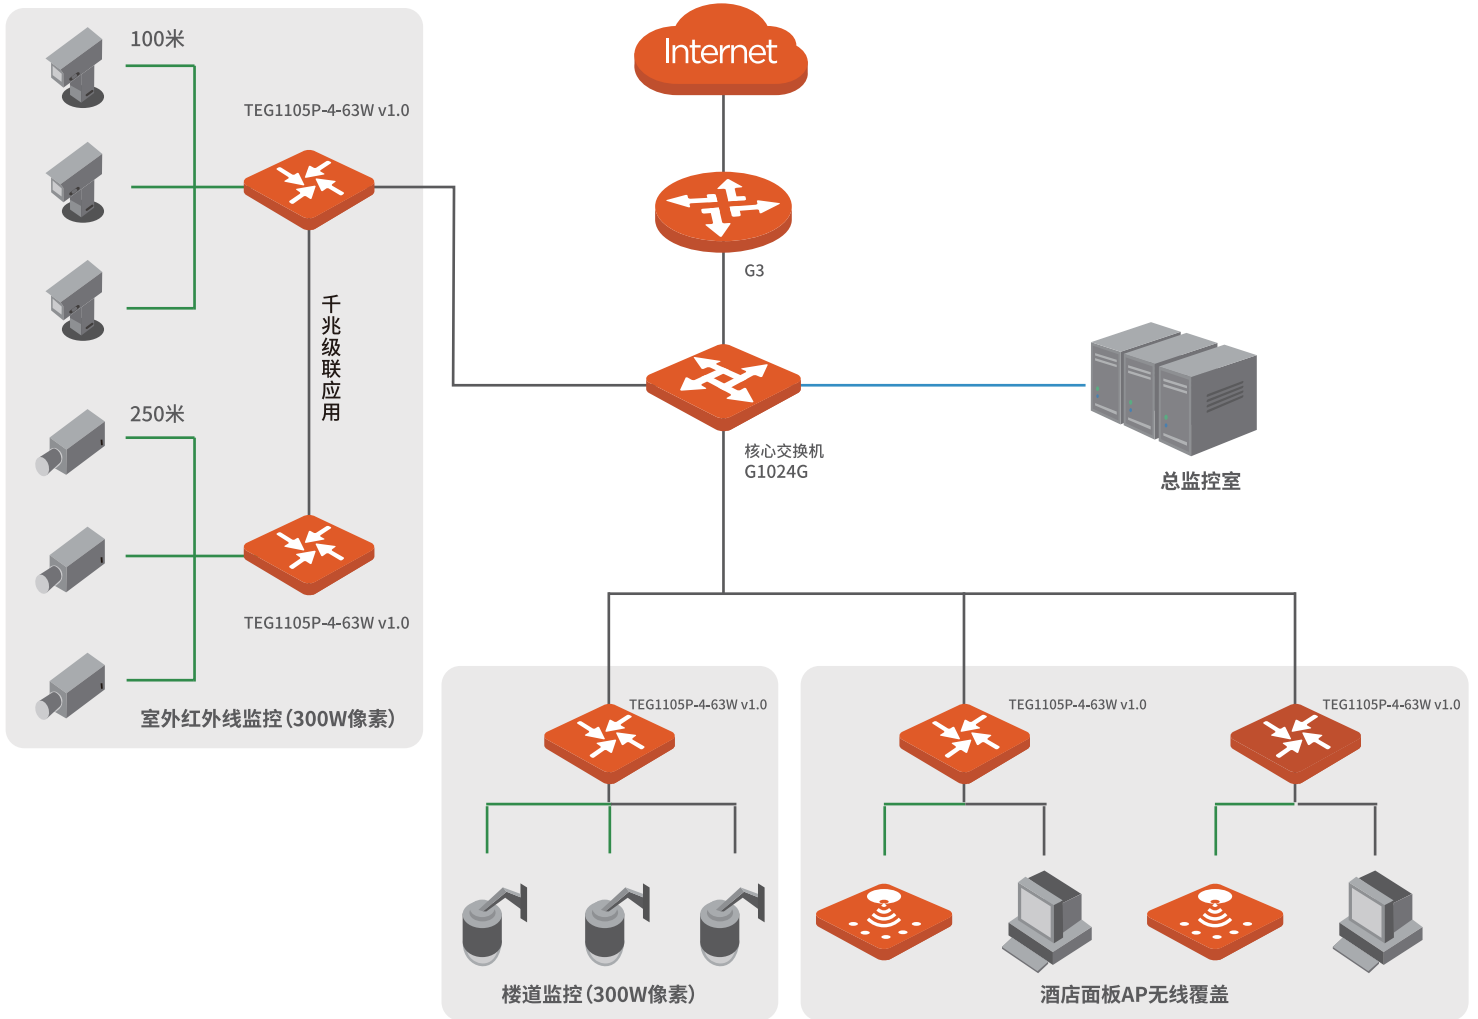 100米
Internet
TEG1105P-4-63W v1.0
G3
千兆级联应用
250米
核心交换机
G1024G
总监控室
TEG1105P-4-63W v1.0
室外红外线监控(300W像素)
TEG1105P-4-63W v1.0
TEG1105P-4-63W v1.0
TEG1105P-4-63W v1.0
楼道监控(300W像素)
酒店面板AP无线覆盖